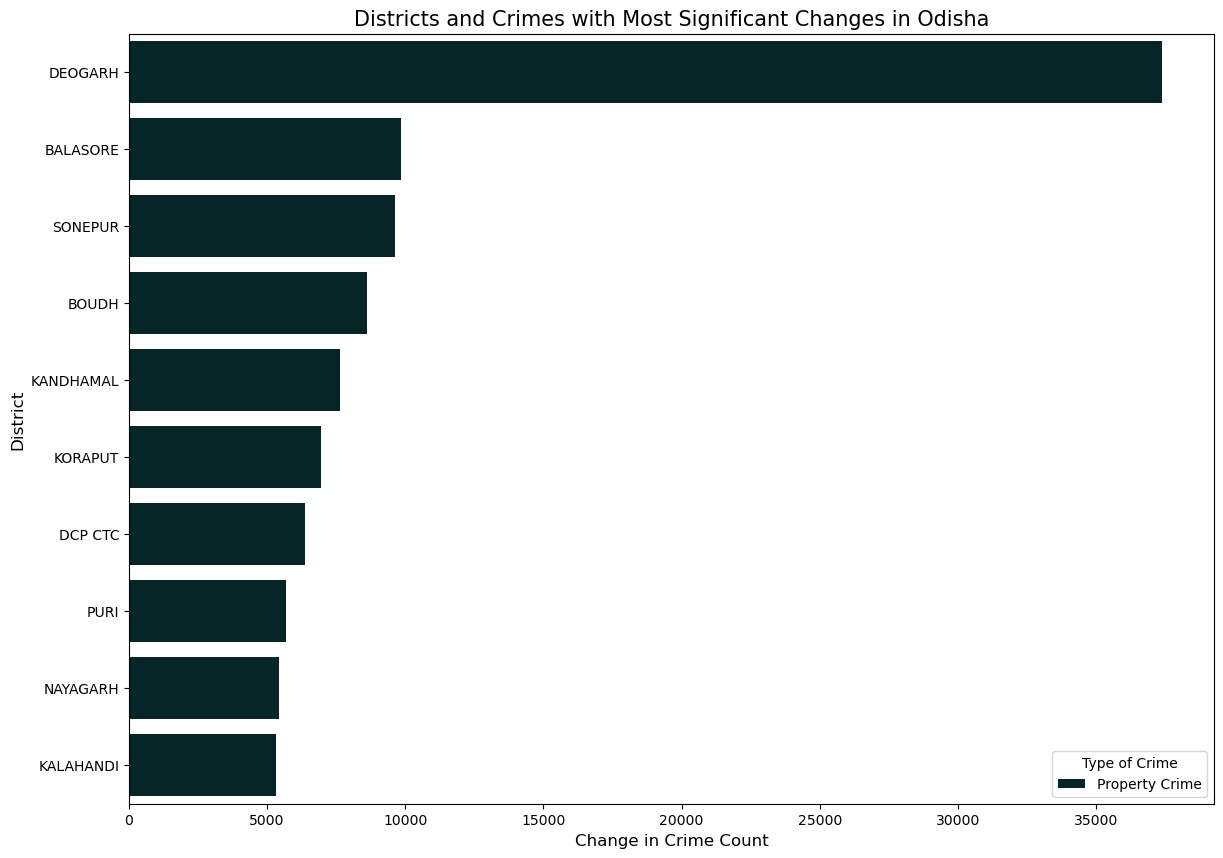 Districts and Crimes with Most Significant Changes in Odisha
District
DEOGARH
BALASORE
SONEPUR
BOUDH
KANDHAMAL
KORAPUT
DCP CTC
PURI
NAYAGARH
KALAHANDI
Type of Crime
Property Crime
0 5000 10000 15000 20000 25000 30000 35000
Change in Crime Count